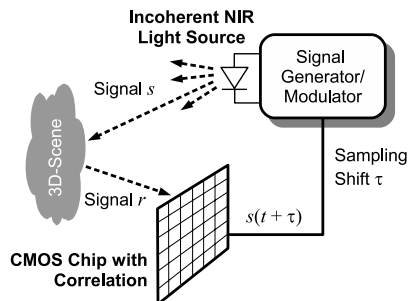 Incoherent NIR
Light Source
Signal
Generator/
Modulator
Signal s
3D-Scene
Sampling
Shift τ
Signal r
s(t + τ)
CMOS Chip with
Correlation